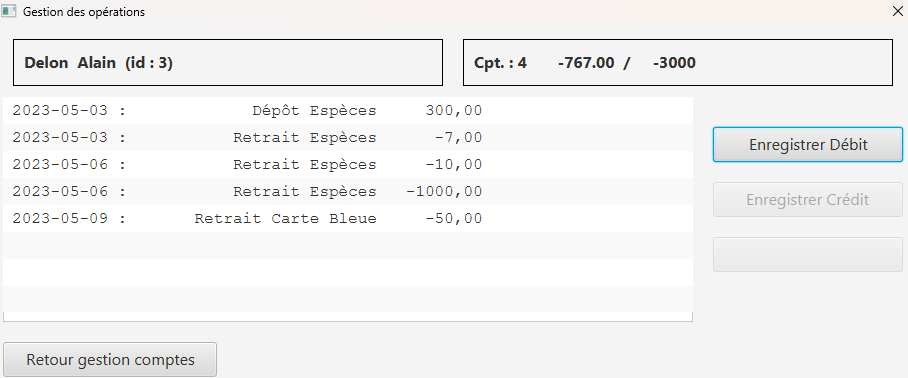 Gestion des opérations
Delon Alain (id : 3)
Cpt. : 4 -767.00 / -3000
2023-05-03 : Dépôt Espèces 300,00
2023-05-03 : Retrait Espèces -7,00
2023-05-06 : Retrait Espèces -10,00
2023-05-06 : Retrait Espèces -1000,00
2023-05-09 : Retrait Carte Bleue -50,00
Enregistrer Débit
Enregistrer Crédit
Retour gestion comptes